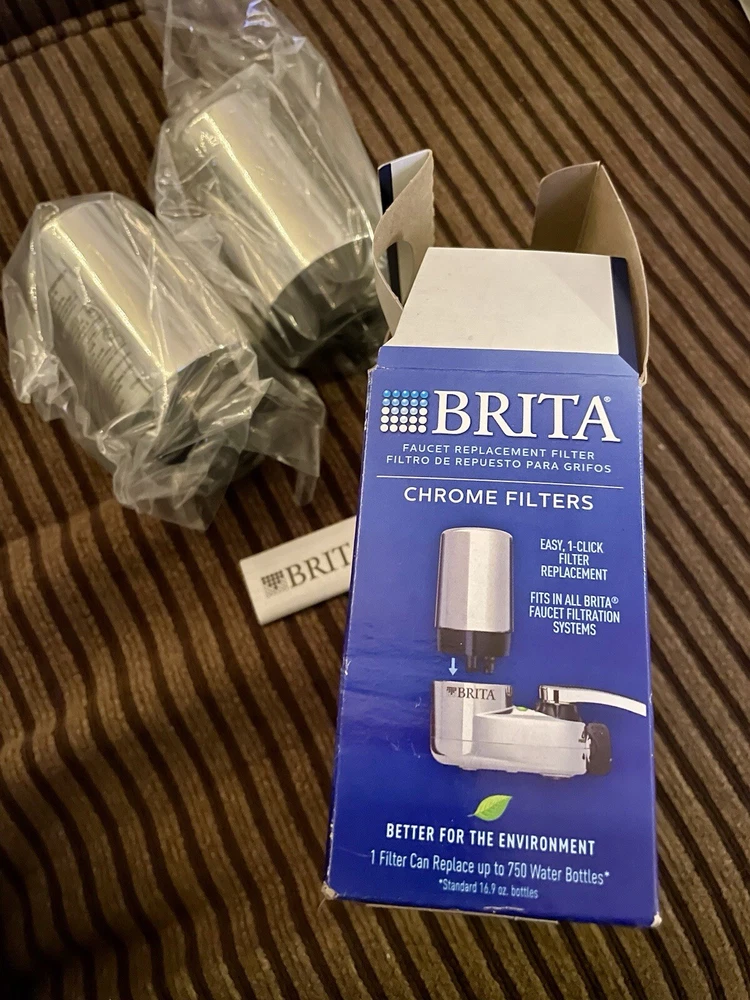 BRITA®
FAUCET REPLACEMENT FILTER
FILTRO DE REPUESTO PARA GRIFOS
CHROME FILTERS
EASY, 1-CLICK
FILTER
REPLACEMENT
FITS IN ALL BRITA®
FAUCET FILTRATION
SYSTEMS
BRITA
BETTER FOR THE ENVIRONMENT
1 Filter Can Replace up to 750 Water Bottles*
*Standard 16.9 oz. bottles
BRIT